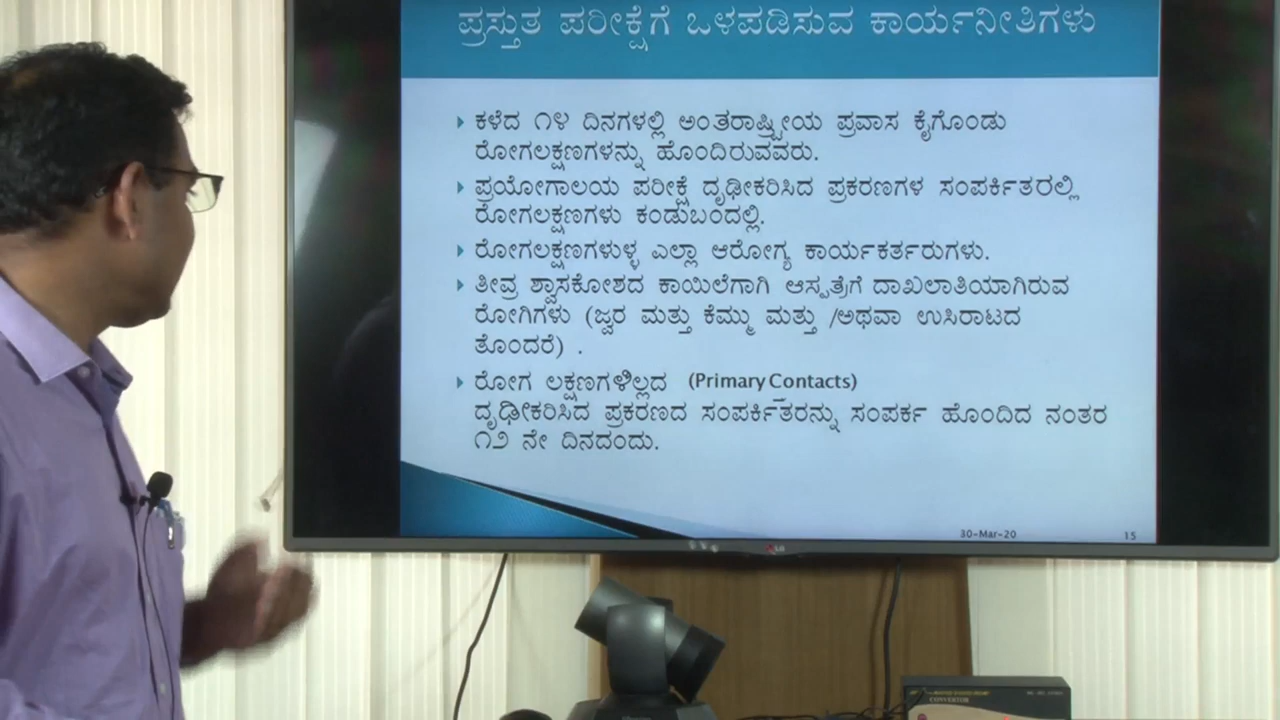 ಪ್ರಸ್ತುತ ಪರೀಕ್ಷೆಗೆ ಒಳಪಡಿಸುವ ಕಾರ್ಯನೀತಿಗಳು
ಕಳೆದ ೧೪ ದಿನಗಳಲ್ಲಿ ಅಂತರಾಷ್ಟ್ರೀಯ ಪ್ರವಾಸ ಕೈಗೊಂಡು
ರೋಗಲಕ್ಷಣಗಳನ್ನು ಹೊಂದಿರುವವರು.
ಪ್ರಯೋಗಾಲಯ ಪರೀಕ್ಷೆ ದೃಢೀಕರಿಸಿದ ಪ್ರಕರಣಗಳ ಸಂಪರ್ಕಿತರಲ್ಲಿ
ರೋಗಲಕ್ಷಣಗಳು ಕಂಡುಬಂದಲ್ಲಿ.
ರೋಗಲಕ್ಷಣಗಳುಳ್ಳ ಎಲ್ಲಾ ಆರೋಗ್ಯ ಕಾರ್ಯಕರ್ತರುಗಳು.
ತೀವ್ರ ಶ್ವಾಸಕೋಶದ ಕಾಯಿಲೆಗಾಗಿ ಆಸ್ಪತ್ರೆಗೆ ದಾಖಲಾತಿಯಾಗಿರುವ
ರೋಗಿಗಳು (ಜ್ವರ ಮತ್ತು ಕೆಮ್ಮು ಮತ್ತು /ಅಥವಾ ಉಸಿರಾಟದ
ತೊಂದರೆ) .
ರೋಗ ಲಕ್ಷಣಗಳಿಲ್ಲದ (Primary Contacts)
ದೃಢೀಕರಿಸಿದ ಪ್ರಕರಣದ ಸಂಪರ್ಕಿತರನ್ನು ಸಂಪರ್ಕ ಹೊಂದಿದ ನಂತರ
೧೨ ನೇ ದಿನದಂದು.
30-Mar-20 15
LG
CONVERTOR